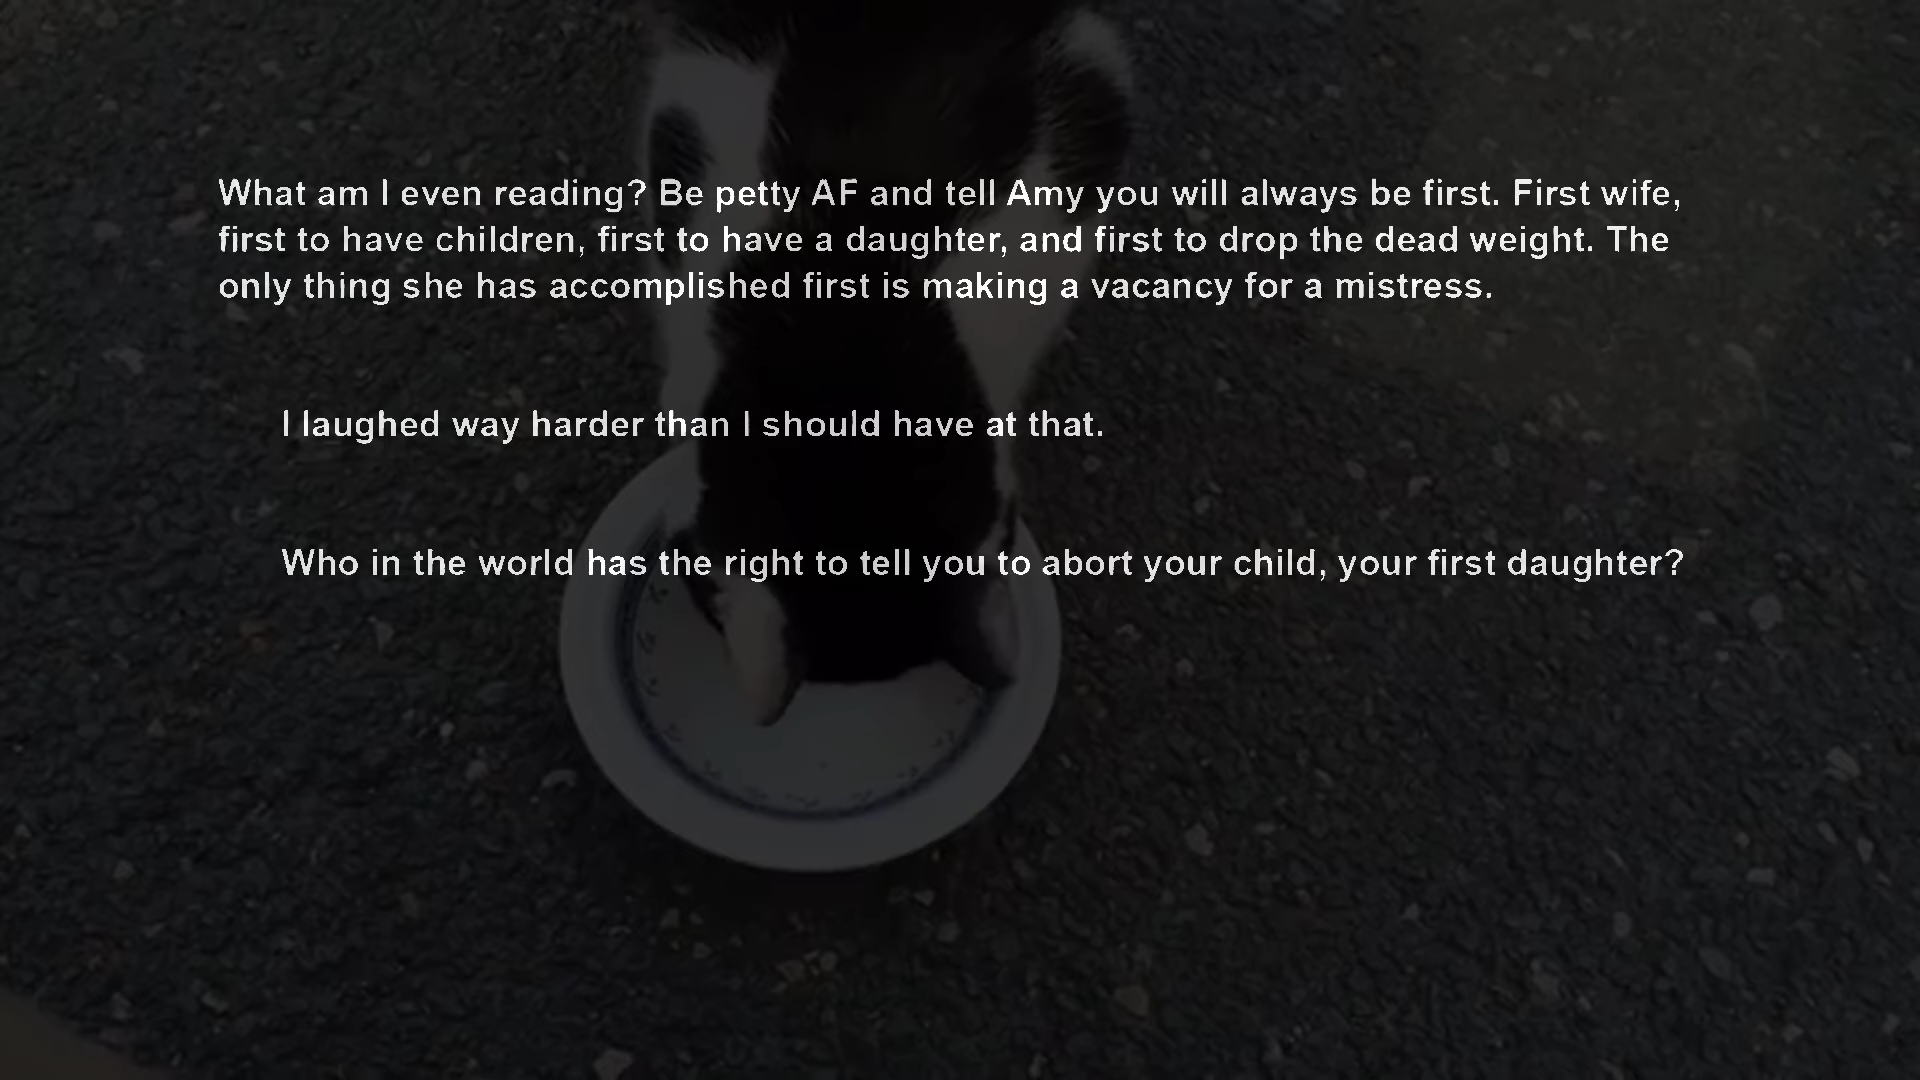 What am I even reading? Be petty AF and tell Amy you will always be first. First wife,
first to have children, first to have a daughter, and first to drop the dead weight. The
only thing she has accomplished first is making a vacancy for a mistress.
I laughed way harder than I should have at that.
Who in the world has the right to tell you to abort your child, your first daughter?